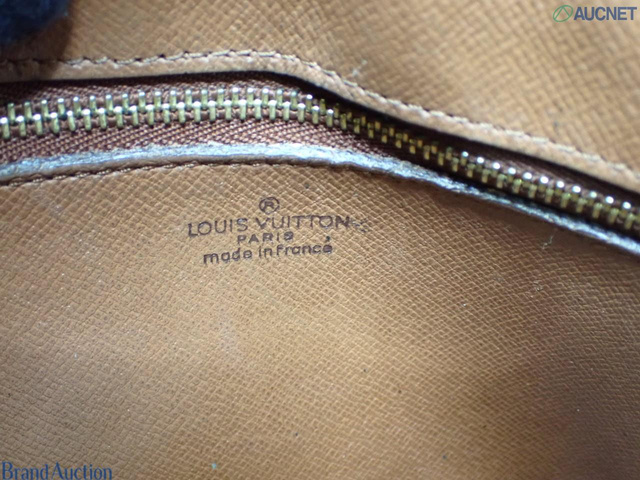 AUCNET
®
LOUIS VUITTON
PARIS
made in France
Brand Auction